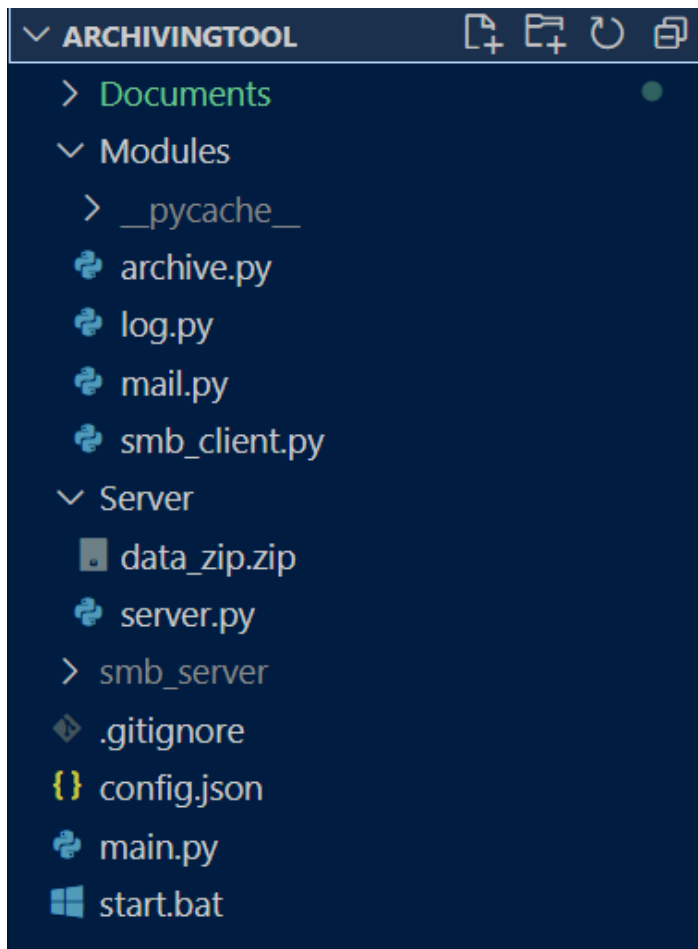 ARCHIVINGTOOL
Documents
Modules
__pycache__
archive.py
log.py
mail.py
smb_client.py
Server
data_zip.zip
server.py
smb_server
.gitignore
{} config.json
main.py
start.bat